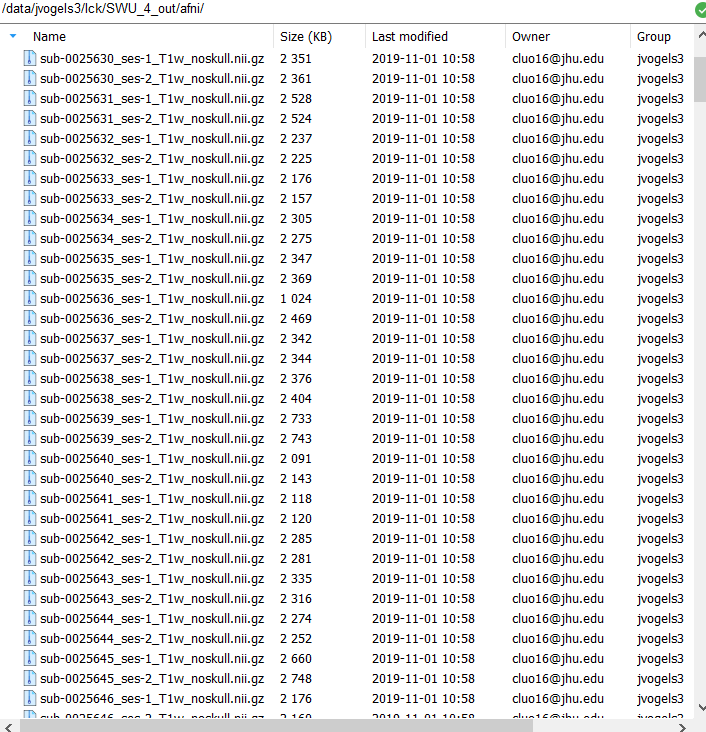 /data/jvogels3/lck/SWU_4_out/afni/
Name Size (KB) Last modified Owner Group
sub-0025630_ses-1_T1w_noskull.nii.gz 2 351 2019-11-01 10:58 cluo16@jhu.edu jvogels3
sub-0025630_ses-2_T1w_noskull.nii.gz 2 361 2019-11-01 10:58 cluo16@jhu.edu jvogels3
sub-0025631_ses-1_T1w_noskull.nii.gz 2 528 2019-11-01 10:58 cluo16@jhu.edu jvogels3
sub-0025631_ses-2_T1w_noskull.nii.gz 2 524 2019-11-01 10:58 cluo16@jhu.edu jvogels3
sub-0025632_ses-1_T1w_noskull.nii.gz 2 237 2019-11-01 10:58 cluo16@jhu.edu jvogels3
sub-0025632_ses-2_T1w_noskull.nii.gz 2 225 2019-11-01 10:58 cluo16@jhu.edu jvogels3
sub-0025633_ses-1_T1w_noskull.nii.gz 2 176 2019-11-01 10:58 cluo16@jhu.edu jvogels3
sub-0025633_ses-2_T1w_noskull.nii.gz 2 157 2019-11-01 10:58 cluo16@jhu.edu jvogels3
sub-0025634_ses-1_T1w_noskull.nii.gz 2 305 2019-11-01 10:58 cluo16@jhu.edu jvogels3
sub-0025634_ses-2_T1w_noskull.nii.gz 2 275 2019-11-01 10:58 cluo16@jhu.edu jvogels3
sub-0025635_ses-1_T1w_noskull.nii.gz 2 347 2019-11-01 10:58 cluo16@jhu.edu jvogels3
sub-0025635_ses-2_T1w_noskull.nii.gz 2 369 2019-11-01 10:58 cluo16@jhu.edu jvogels3
sub-0025636_ses-1_T1w_noskull.nii.gz 1 024 2019-11-01 10:58 cluo16@jhu.edu jvogels3
sub-0025636_ses-2_T1w_noskull.nii.gz 2 469 2019-11-01 10:58 cluo16@jhu.edu jvogels3
sub-0025637_ses-1_T1w_noskull.nii.gz 2 342 2019-11-01 10:58 cluo16@jhu.edu jvogels3
sub-0025637_ses-2_T1w_noskull.nii.gz 2 344 2019-11-01 10:58 cluo16@jhu.edu jvogels3
sub-0025638_ses-1_T1w_noskull.nii.gz 2 376 2019-11-01 10:58 cluo16@jhu.edu jvogels3
sub-0025638_ses-2_T1w_noskull.nii.gz 2 404 2019-11-01 10:58 cluo16@jhu.edu jvogels3
sub-0025639_ses-1_T1w_noskull.nii.gz 2 733 2019-11-01 10:58 cluo16@jhu.edu jvogels3
sub-0025639_ses-2_T1w_noskull.nii.gz 2 743 2019-11-01 10:58 cluo16@jhu.edu jvogels3
sub-0025640_ses-1_T1w_noskull.nii.gz 2 091 2019-11-01 10:58 cluo16@jhu.edu jvogels3
sub-0025640_ses-2_T1w_noskull.nii.gz 2 143 2019-11-01 10:58 cluo16@jhu.edu jvogels3
sub-0025641_ses-1_T1w_noskull.nii.gz 2 118 2019-11-01 10:58 cluo16@jhu.edu jvogels3
sub-0025641_ses-2_T1w_noskull.nii.gz 2 120 2019-11-01 10:58 cluo16@jhu.edu jvogels3
sub-0025642_ses-1_T1w_noskull.nii.gz 2 285 2019-11-01 10:58 cluo16@jhu.edu jvogels3
sub-0025642_ses-2_T1w_noskull.nii.gz 2 281 2019-11-01 10:58 cluo16@jhu.edu jvogels3
sub-0025643_ses-1_T1w_noskull.nii.gz 2 335 2019-11-01 10:58 cluo16@jhu.edu jvogels3
sub-0025643_ses-2_T1w_noskull.nii.gz 2 316 2019-11-01 10:58 cluo16@jhu.edu jvogels3
sub-0025644_ses-1_T1w_noskull.nii.gz 2 274 2019-11-01 10:58 cluo16@jhu.edu jvogels3
sub-0025644_ses-2_T1w_noskull.nii.gz 2 252 2019-11-01 10:58 cluo16@jhu.edu jvogels3
sub-0025645_ses-1_T1w_noskull.nii.gz 2 660 2019-11-01 10:58 cluo16@jhu.edu jvogels3
sub-0025645_ses-2_T1w_noskull.nii.gz 2 748 2019-11-01 10:58 cluo16@jhu.edu jvogels3
sub-0025646_ses-1_T1w_noskull.nii.gz 2 176 2019-11-01 10:58 cluo16@jhu.edu jvogels3